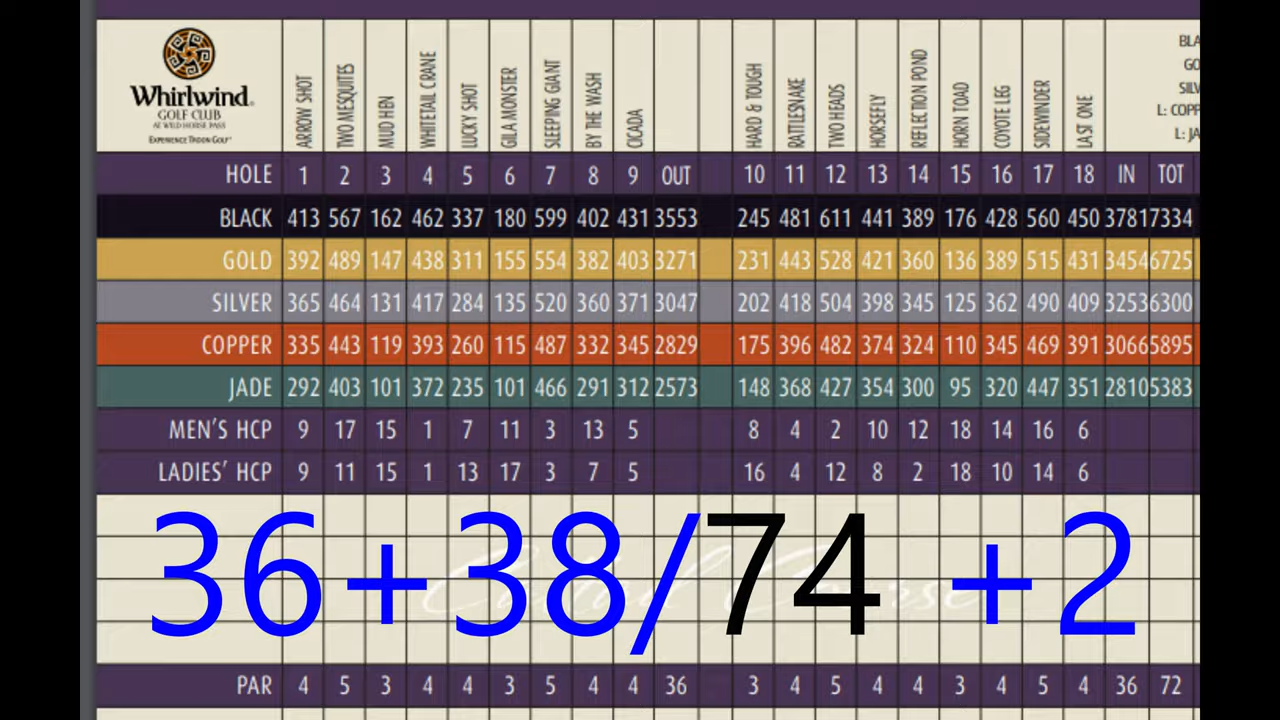 Whirlwind®
GOLF CLUB
AT WILD HORSE PASS
EXPERIENCE TROON GOLF®
ARROW SHOT
TWO MESQUITES
MUD HEN
WHITETAIL CRANE
LUCKY SHOT
GILA MONSTER
SLEEPING GIANT
BY THE WASH
CICADA
HARD & TOUGH
RATTLESNAKE
TWO HEADS
HORSEFLY
REFLECTION POND
HORN TOAD
COYOTE LEG
SIDEWINDER
LAST ONE
BLA
GO
SILV
L: COPP
L: JA
HOLE 1 2 3 4 5 6 7 8 9 OUT 10 11 12 13 14 15 16 17 18 IN TOT
BLACK 413 567 162 462 337 180 599 402 431 3553 245 481 611 441 389 176 428 560 450 3781 7334
GOLD 392 489 147 438 311 155 554 382 403 3271 231 443 528 421 360 136 389 515 431 3454 6725
SILVER 365 464 131 417 284 135 520 360 371 3047 202 418 504 398 345 125 362 490 409 3253 6300
COPPER 335 443 119 393 260 115 487 332 345 2829 175 396 482 374 324 110 345 469 391 3066 5895
JADE 292 403 101 372 235 101 466 291 312 2573 148 368 427 354 300 95 320 447 351 2810 5383
MEN'S HCP 9 17 15 1 7 11 3 13 5 8 4 2 10 12 18 14 16 6
LADIES' HCP 9 11 15 1 13 17 3 7 5 16 4 12 8 2 18 10 14 6
36+38/74 +2
PAR 4 5 3 4 4 3 5 4 4 36 3 4 5 4 4 3 4 5 4 36 72